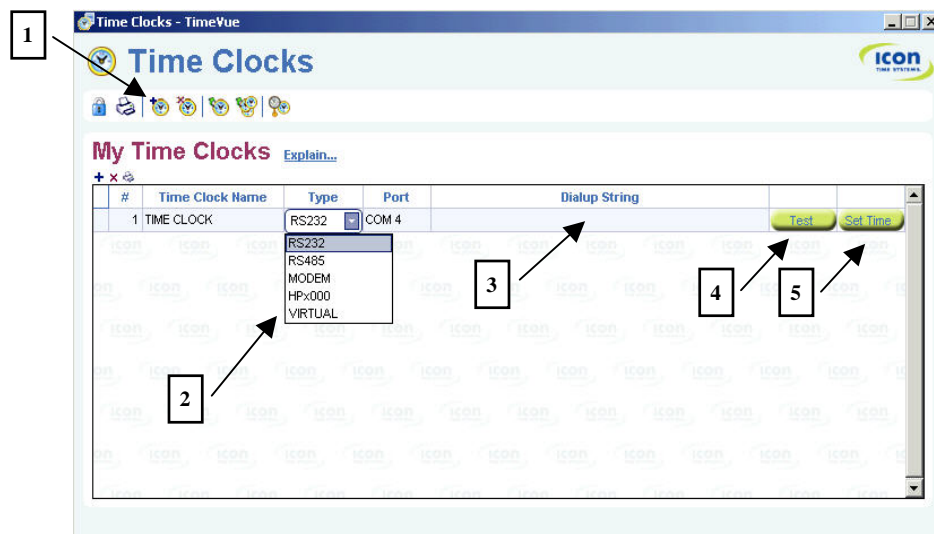 Time Clocks - TimeVue
1
Time Clocks
icon
TIME SYSTEMS
My Time Clocks Explain...
# Time Clock Name Type Port Dialup String
1 TIME CLOCK RS232 COM 4 Test Set Time
RS232
RS485
MODEM
HPx000
VIRTUAL
3
4
5
2